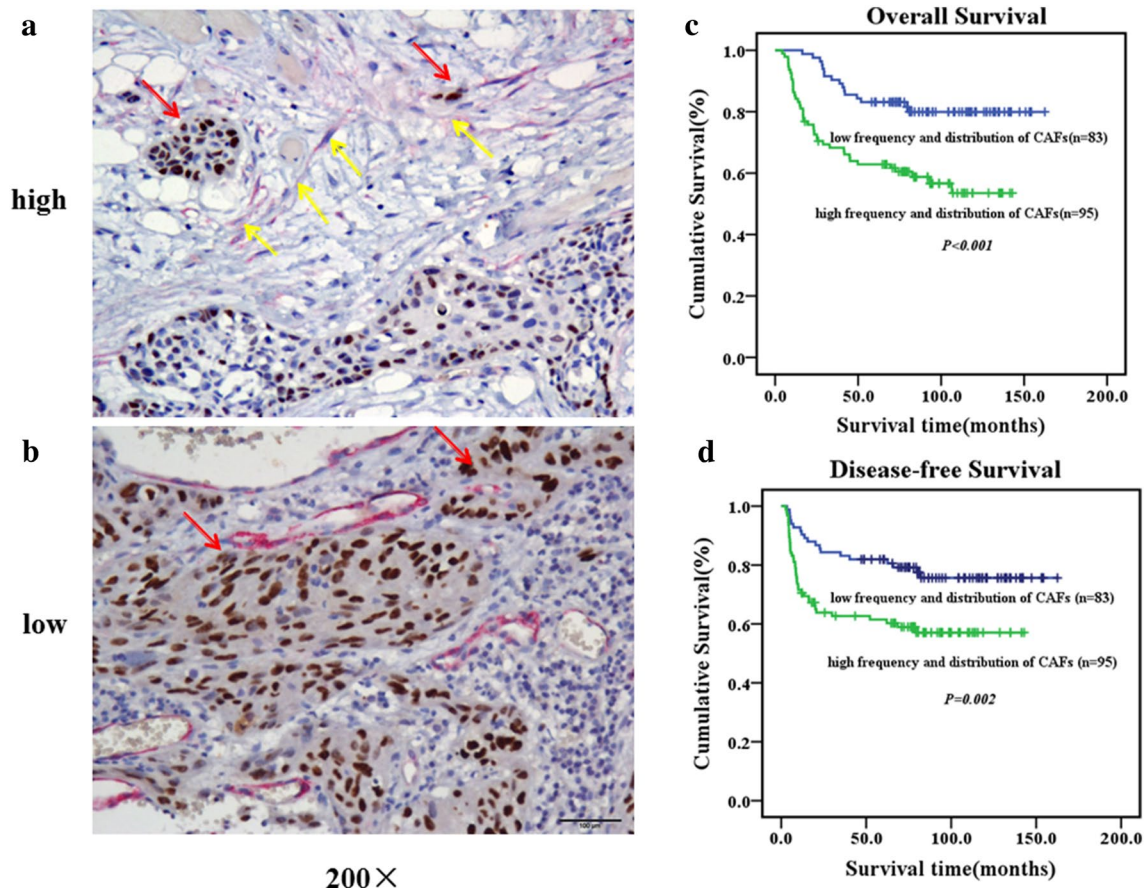 a
high
b
low
100 µm
200×
c
Overall Survival
Cumulative Survival(%)
1.0
0.8
0.6
0.4
0.2
0.0
low frequency and distribution of CAFs(n=83)
high frequency and distribution of CAFs(n=95)
P<0.001
0.0 50.0 100.0 150.0 200.0
Survival time(months)
d
Disease-free Survival
Cumulative Survival(%)
1.0
0.8
0.6
0.4
0.2
0.0
low frequency and distribution of CAFs (n=83)
high frequency and distribution of CAFs (n=95)
P=0.002
0.0 50.0 100.0 150.0 200.0
Survival time(months)